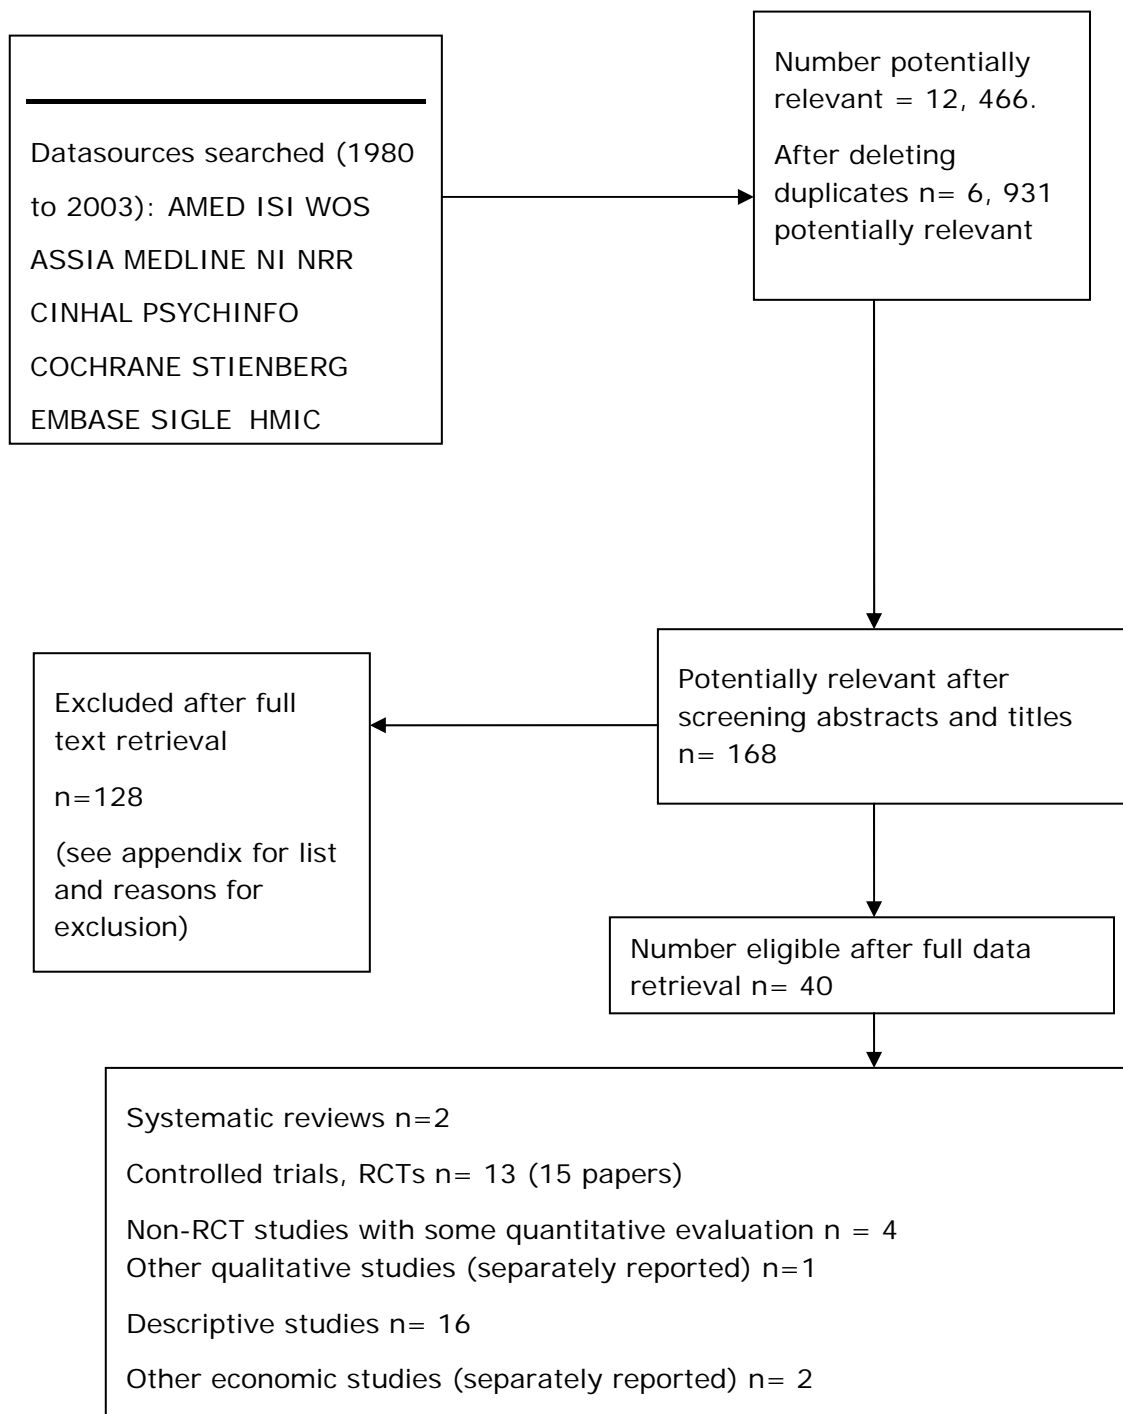 Datasources searched (1980
to 2003): AMED ISI WOS
ASSIA MEDLINE NI NRR
CINHAL PSYCHINFO
COCHRANE STIENBERG
EMBASE SIGLE HMIC
Number potentially
relevant = 12, 466.
After deleting
duplicates n= 6, 931
potentially relevant
Potentially relevant after
screening abstracts and titles
n= 168
Excluded after full
text retrieval
n=128
(see appendix for list
and reasons for
exclusion)
Number eligible after full data
retrieval n= 40
Systematic reviews n=2
Controlled trials, RCTs n= 13 (15 papers)
Non-RCT studies with some quantitative evaluation n = 4
Other qualitative studies (separately reported) n=1
Descriptive studies n= 16
Other economic studies (separately reported) n= 2